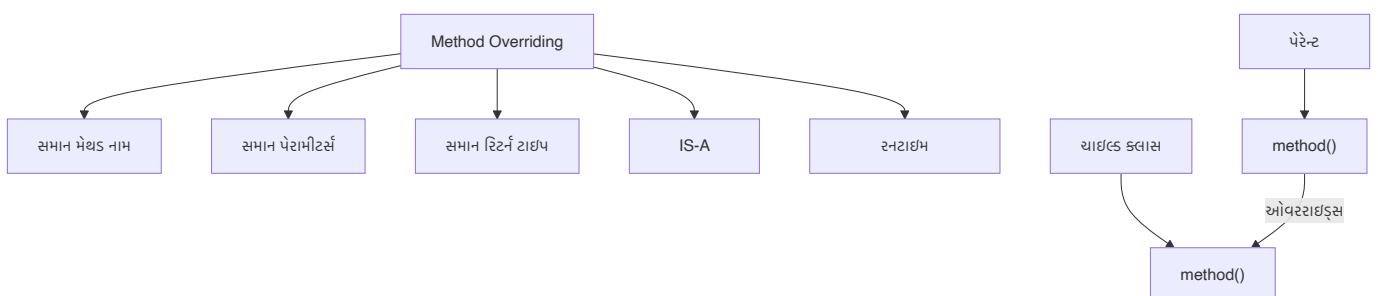 Method Overriding
પેરેન્ટ
સમાન મેથડ નામ
સમાન પેરામીટર્સ
સમાન રિટર્ન ટાઇપ
IS-A
રનટાઇમ
ચાઇલ્ડ ક્લાસ
method()
ઓવરરાઇડ્સ
method()